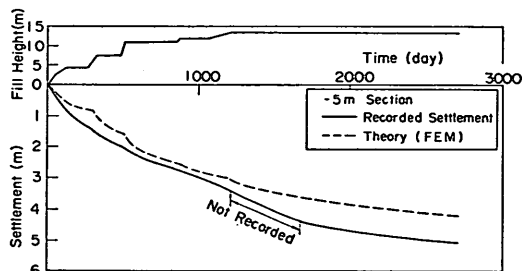 Fill Height(m)
15
10
5
0
Time (day)
1000
2000
3000
-5m Section
Recorded Settlement
Theory (FEM)
Settlement (m)
1
2
3
4
5
6
Not Recorded